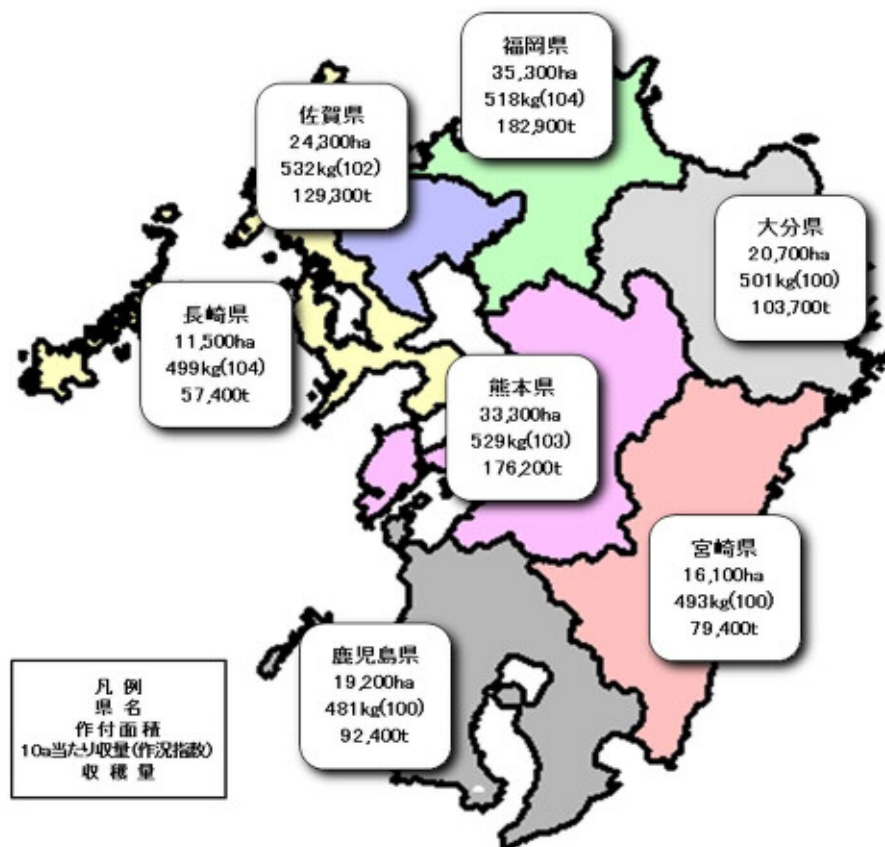 福岡県
35,300ha
518kg(104)
182,900t
佐賀県
24,300ha
532kg(102)
129,300t
大分県
20,700ha
501kg(100)
103,700t
長崎県
11,500ha
499kg(104)
57,400t
熊本県
33,300ha
529kg(103)
176,200t
宮崎県
16,100ha
493kg(100)
79,400t
鹿児島県
19,200ha
481kg(100)
92,400t
凡 例
県 名
作 付 面 積
10a当たり収量(作況指数)
収 穫 量